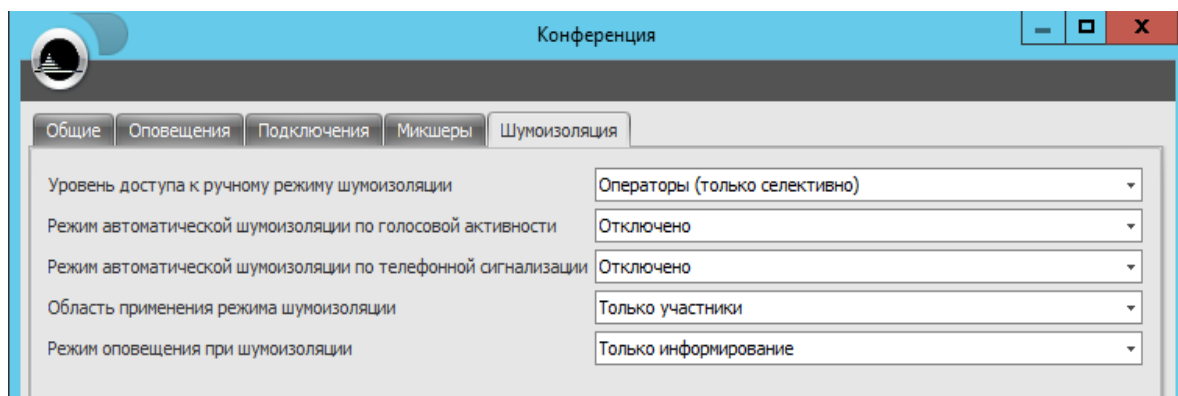 Конференция
Общие Оповещения Подключения Микшеры Шумоизоляция
Уровень доступа к ручному режиму шумоизоляции Операторы (только селективно)
Режим автоматической шумоизоляции по голосовой активности Отключено
Режим автоматической шумоизоляции по телефонной сигнализации Отключено
Область применения режима шумоизоляции Только участники
Режим оповещения при шумоизоляции Только информирование